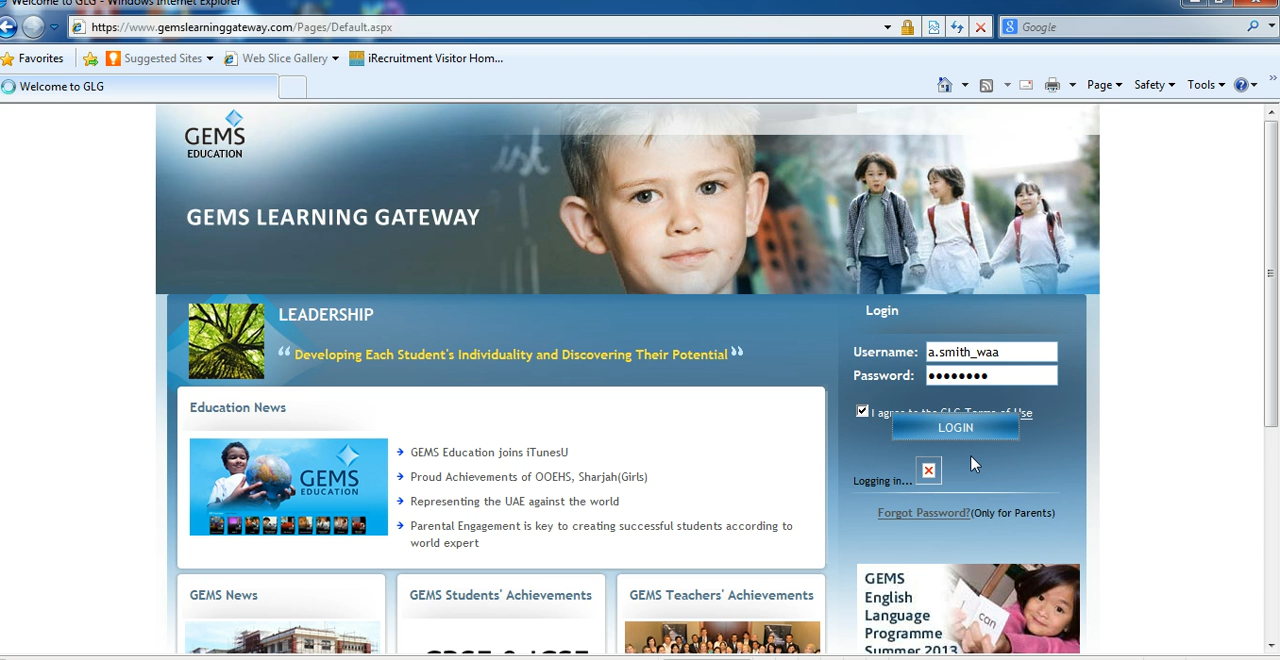 Welcome to GLG - Windows Internet Explorer
https://www.gemslearninggateway.com/Pages/Default.aspx
Google
Favorites
Suggested Sites
Web Slice Gallery
iRecruitment Visitor Hom...
Welcome to GLG
Page
Safety
Tools
GEMS
EDUCATION
GEMS LEARNING GATEWAY
LEADERSHIP
“ Developing Each Student's Individuality and Discovering Their Potential ”
Login
Username: a.smith_waa
Password: ••••••••
I agree to the GLG Terms of Use
LOGIN
Logging in...
Forgot Password?(Only for Parents)
Education News
GEMS
EDUCATION
GEMS Education joins iTunesU
Proud Achievements of OOEHS, Sharjah(Girls)
Representing the UAE against the world
Parental Engagement is key to creating successful students according to
world expert
GEMS News
GEMS Students' Achievements
GEMS Teachers' Achievements
GEMS
English
Language
Programme
Summer 2013
I can